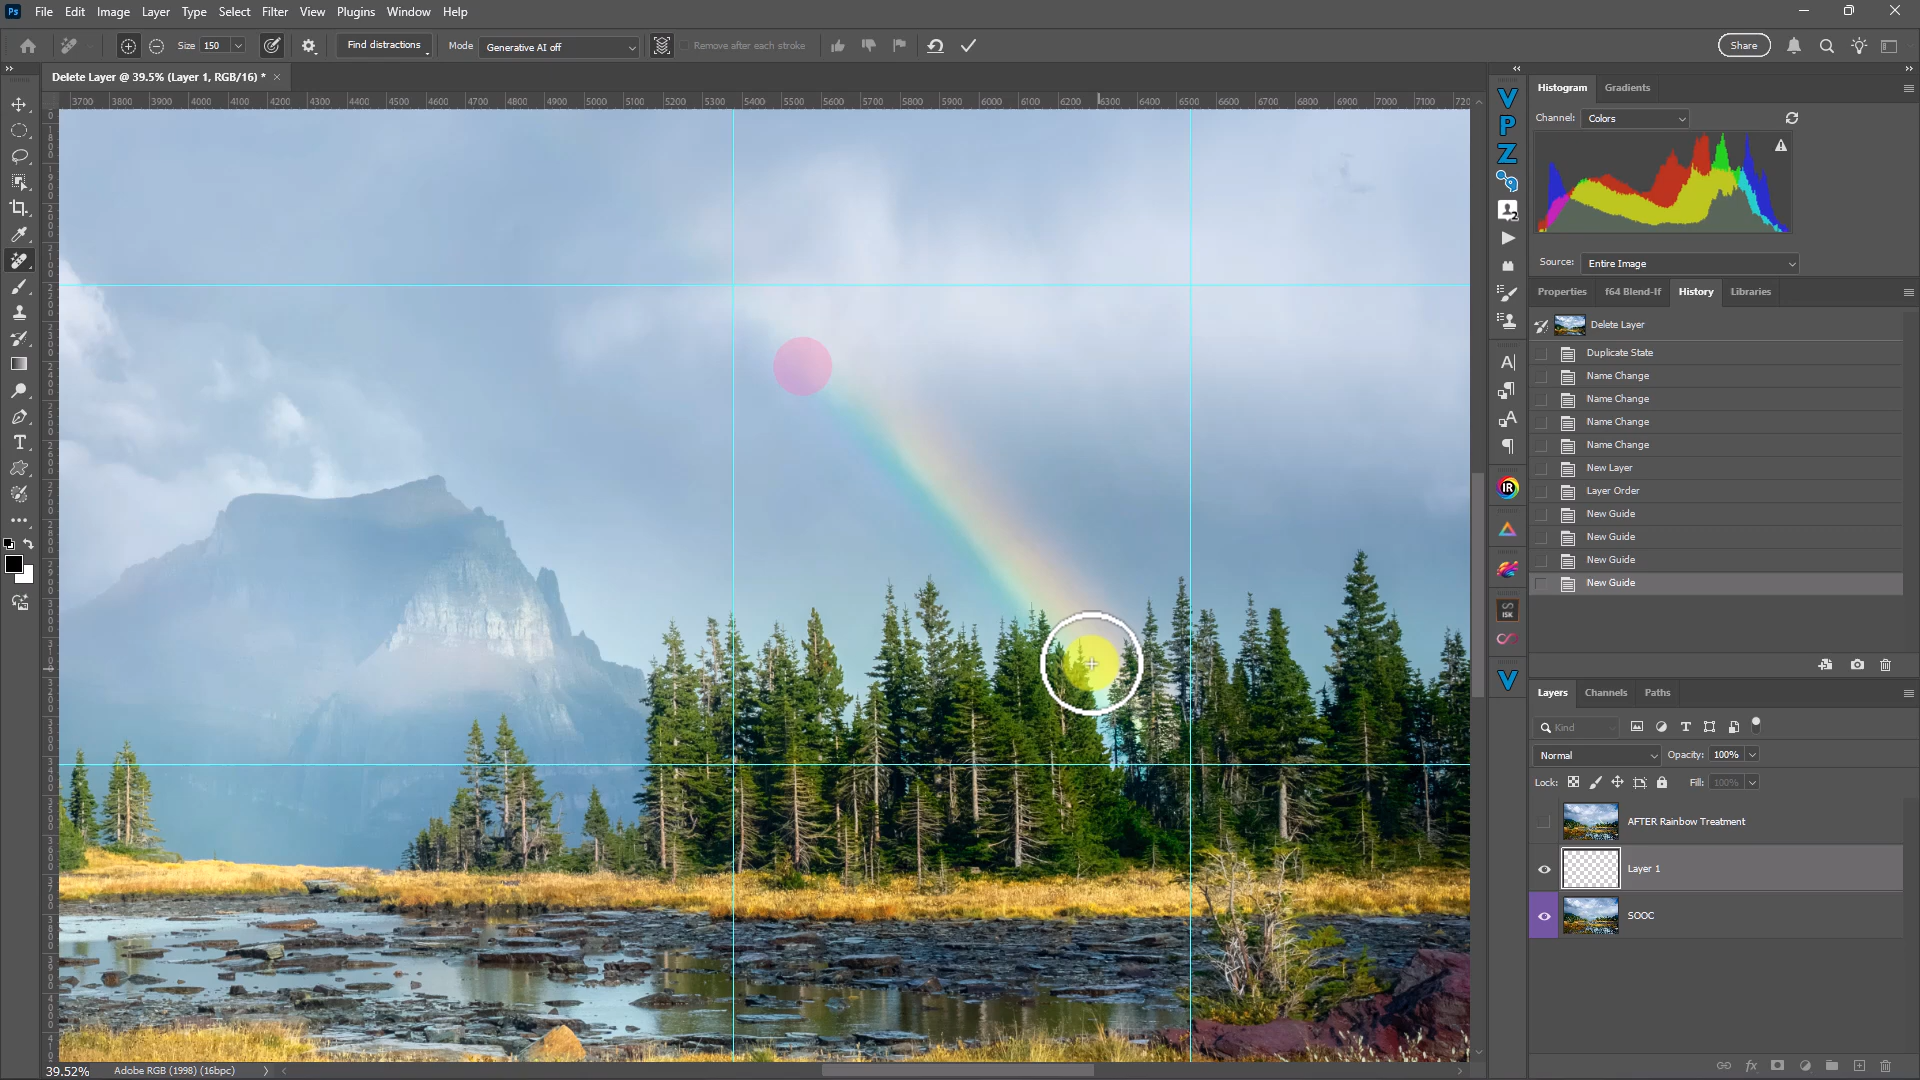 Ps File Edit Image Layer Type Select Filter View Plugins Window Help
Size 150 Find distractions Mode Generative AI off Remove after each stroke Share
Delete Layer @ 39.5% (Layer 1, RGB/16) *
3700 3800 3900 4000 4100 4200 4300 4400 4500 4600 4700 4800 4900 5000 5100 5200 5300 5400 5500 5600 5700 5800 5900 6000 6100 6200 6300 6400 6500 6600 6700 6800 6900 7000 7100 720
Histogram Gradients
Channel: Colors
Source: Entire Image
Properties f64 Blend-If History Libraries
Delete Layer
Duplicate State
Name Change
Name Change
Name Change
Name Change
New Layer
Layer Order
New Guide
New Guide
New Guide
New Guide
Layers Channels Paths
Kind
Normal Opacity: 100%
Lock: Fill: 100%
AFTER Rainbow Treatment
Layer 1
SOOC
39.52% Adobe RGB (1998) (16bpc)